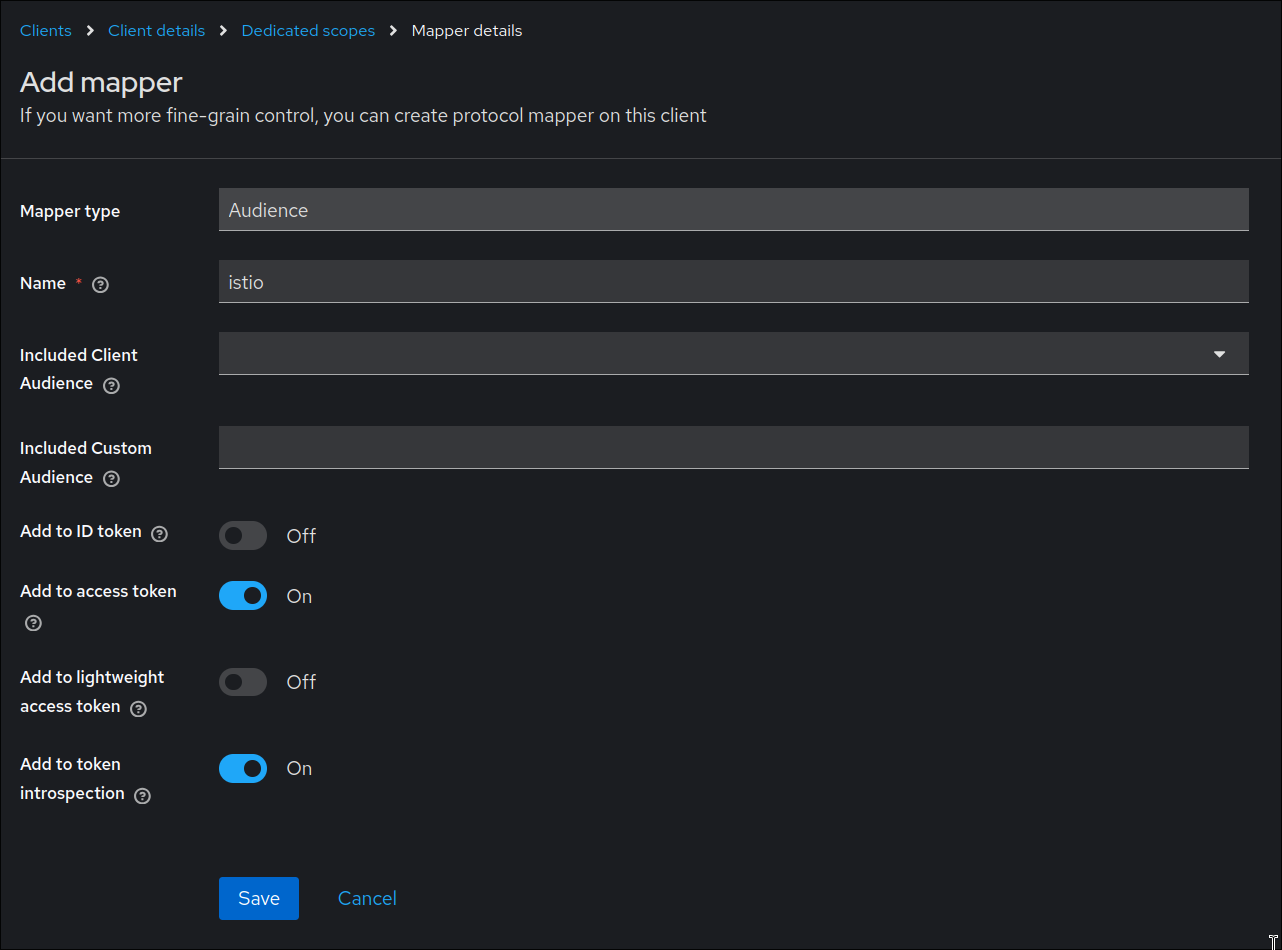 Clients > Client details > Dedicated scopes > Mapper details
Add mapper
If you want more fine-grain control, you can create protocol mapper on this client
Mapper type
Audience
Name *
istio
Included Client
Audience
Included Custom
Audience
Add to ID token
Off
Add to access token
On
Add to lightweight
access token
Off
Add to token
introspection
On
Save
Cancel